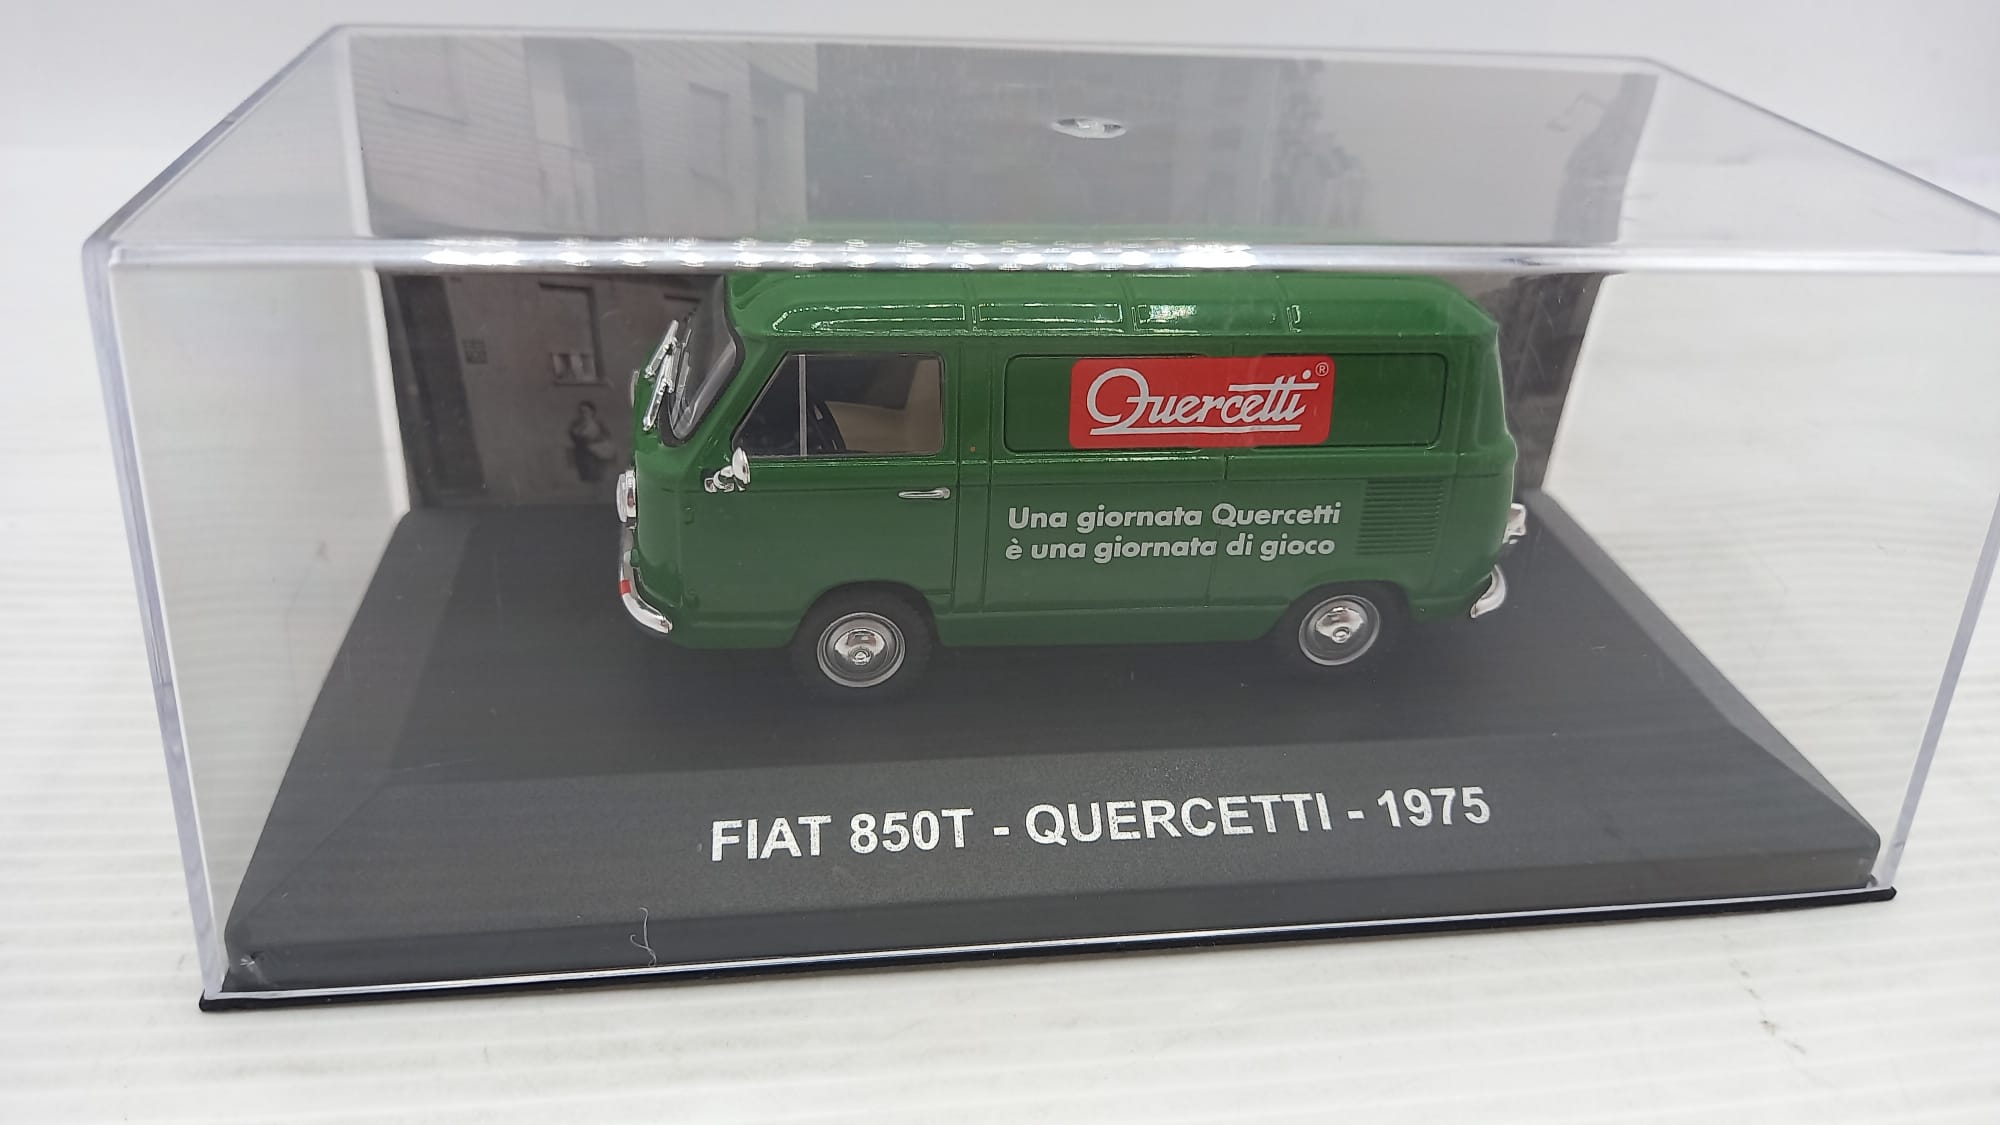 Quercetti®
Una giornata Quercetti
è una giornata di gioco
FIAT 850T - QUERCETTI - 1975